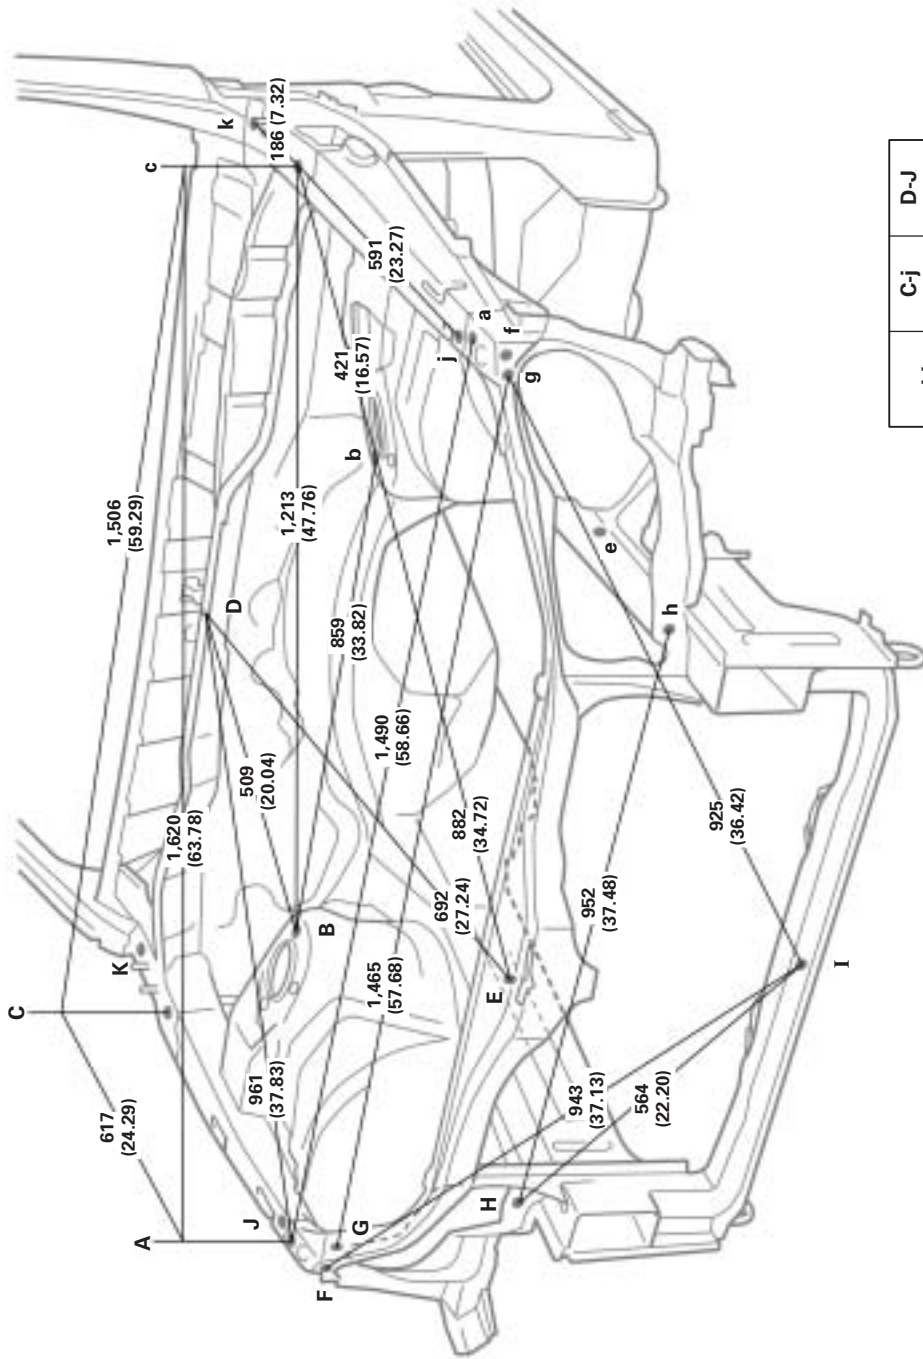 k
186 (7.32)
c
591
(23.27)
a
f
j
g
421
(16.57)
b
1,506
(59.29)
1,213
(47.76)
e
h
D
859
(33.82)
1,490
(58.66)
509
(20.04)
1,620
(63.78)
882
(34.72)
925
(36.42)
692
(27.24)
952
(37.48)
B
K
C
E
I
1,465
(57.68)
961
(37.83)
943
(37.13)
564
(22.20)
617
(24.29)
H
J
G
A
F
C-j
D-J